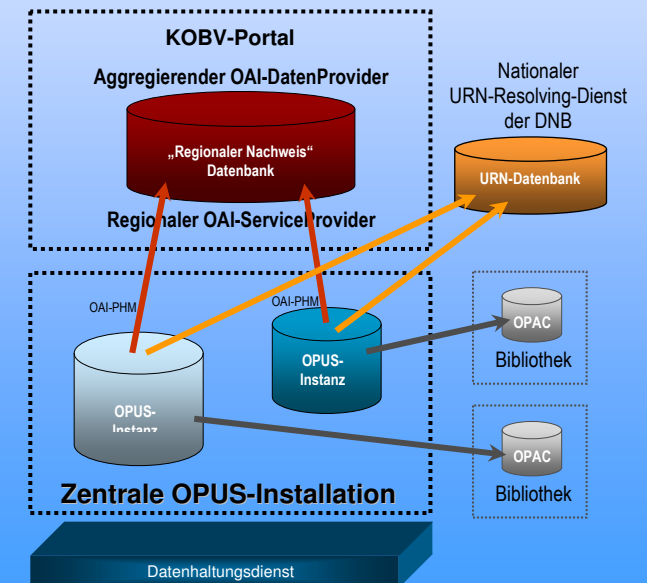 KOBV-Portal
Aggregierender OAI-DatenProvider
„Regionaler Nachweis“
Datenbank
Regionaler OAI-ServiceProvider
Nationaler
URN-Resolving-Dienst
der DNB
URN-Datenbank
OAI-PHM
OAI-PHM
OPUS-
Instanz
OPUS-
Instanz
OPAC
Bibliothek
OPAC
Bibliothek
Zentrale OPUS-Installation
Datenhaltungsdienst